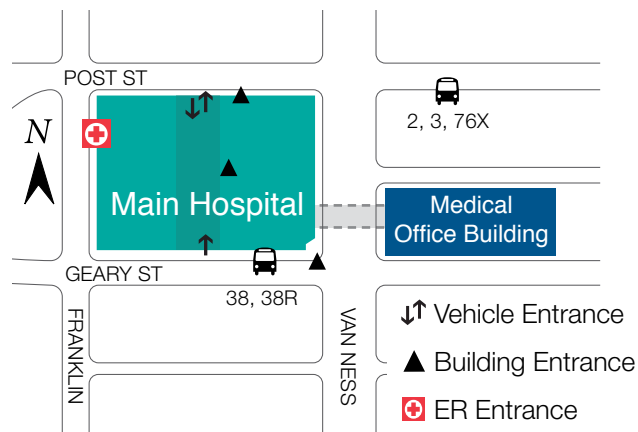 POST ST
2, 3, 76X
N
Main Hospital
Medical
Office Building
GEARY ST
38, 38R
FRANKLIN
VAN NESS
Vehicle Entrance
Building Entrance
ER Entrance